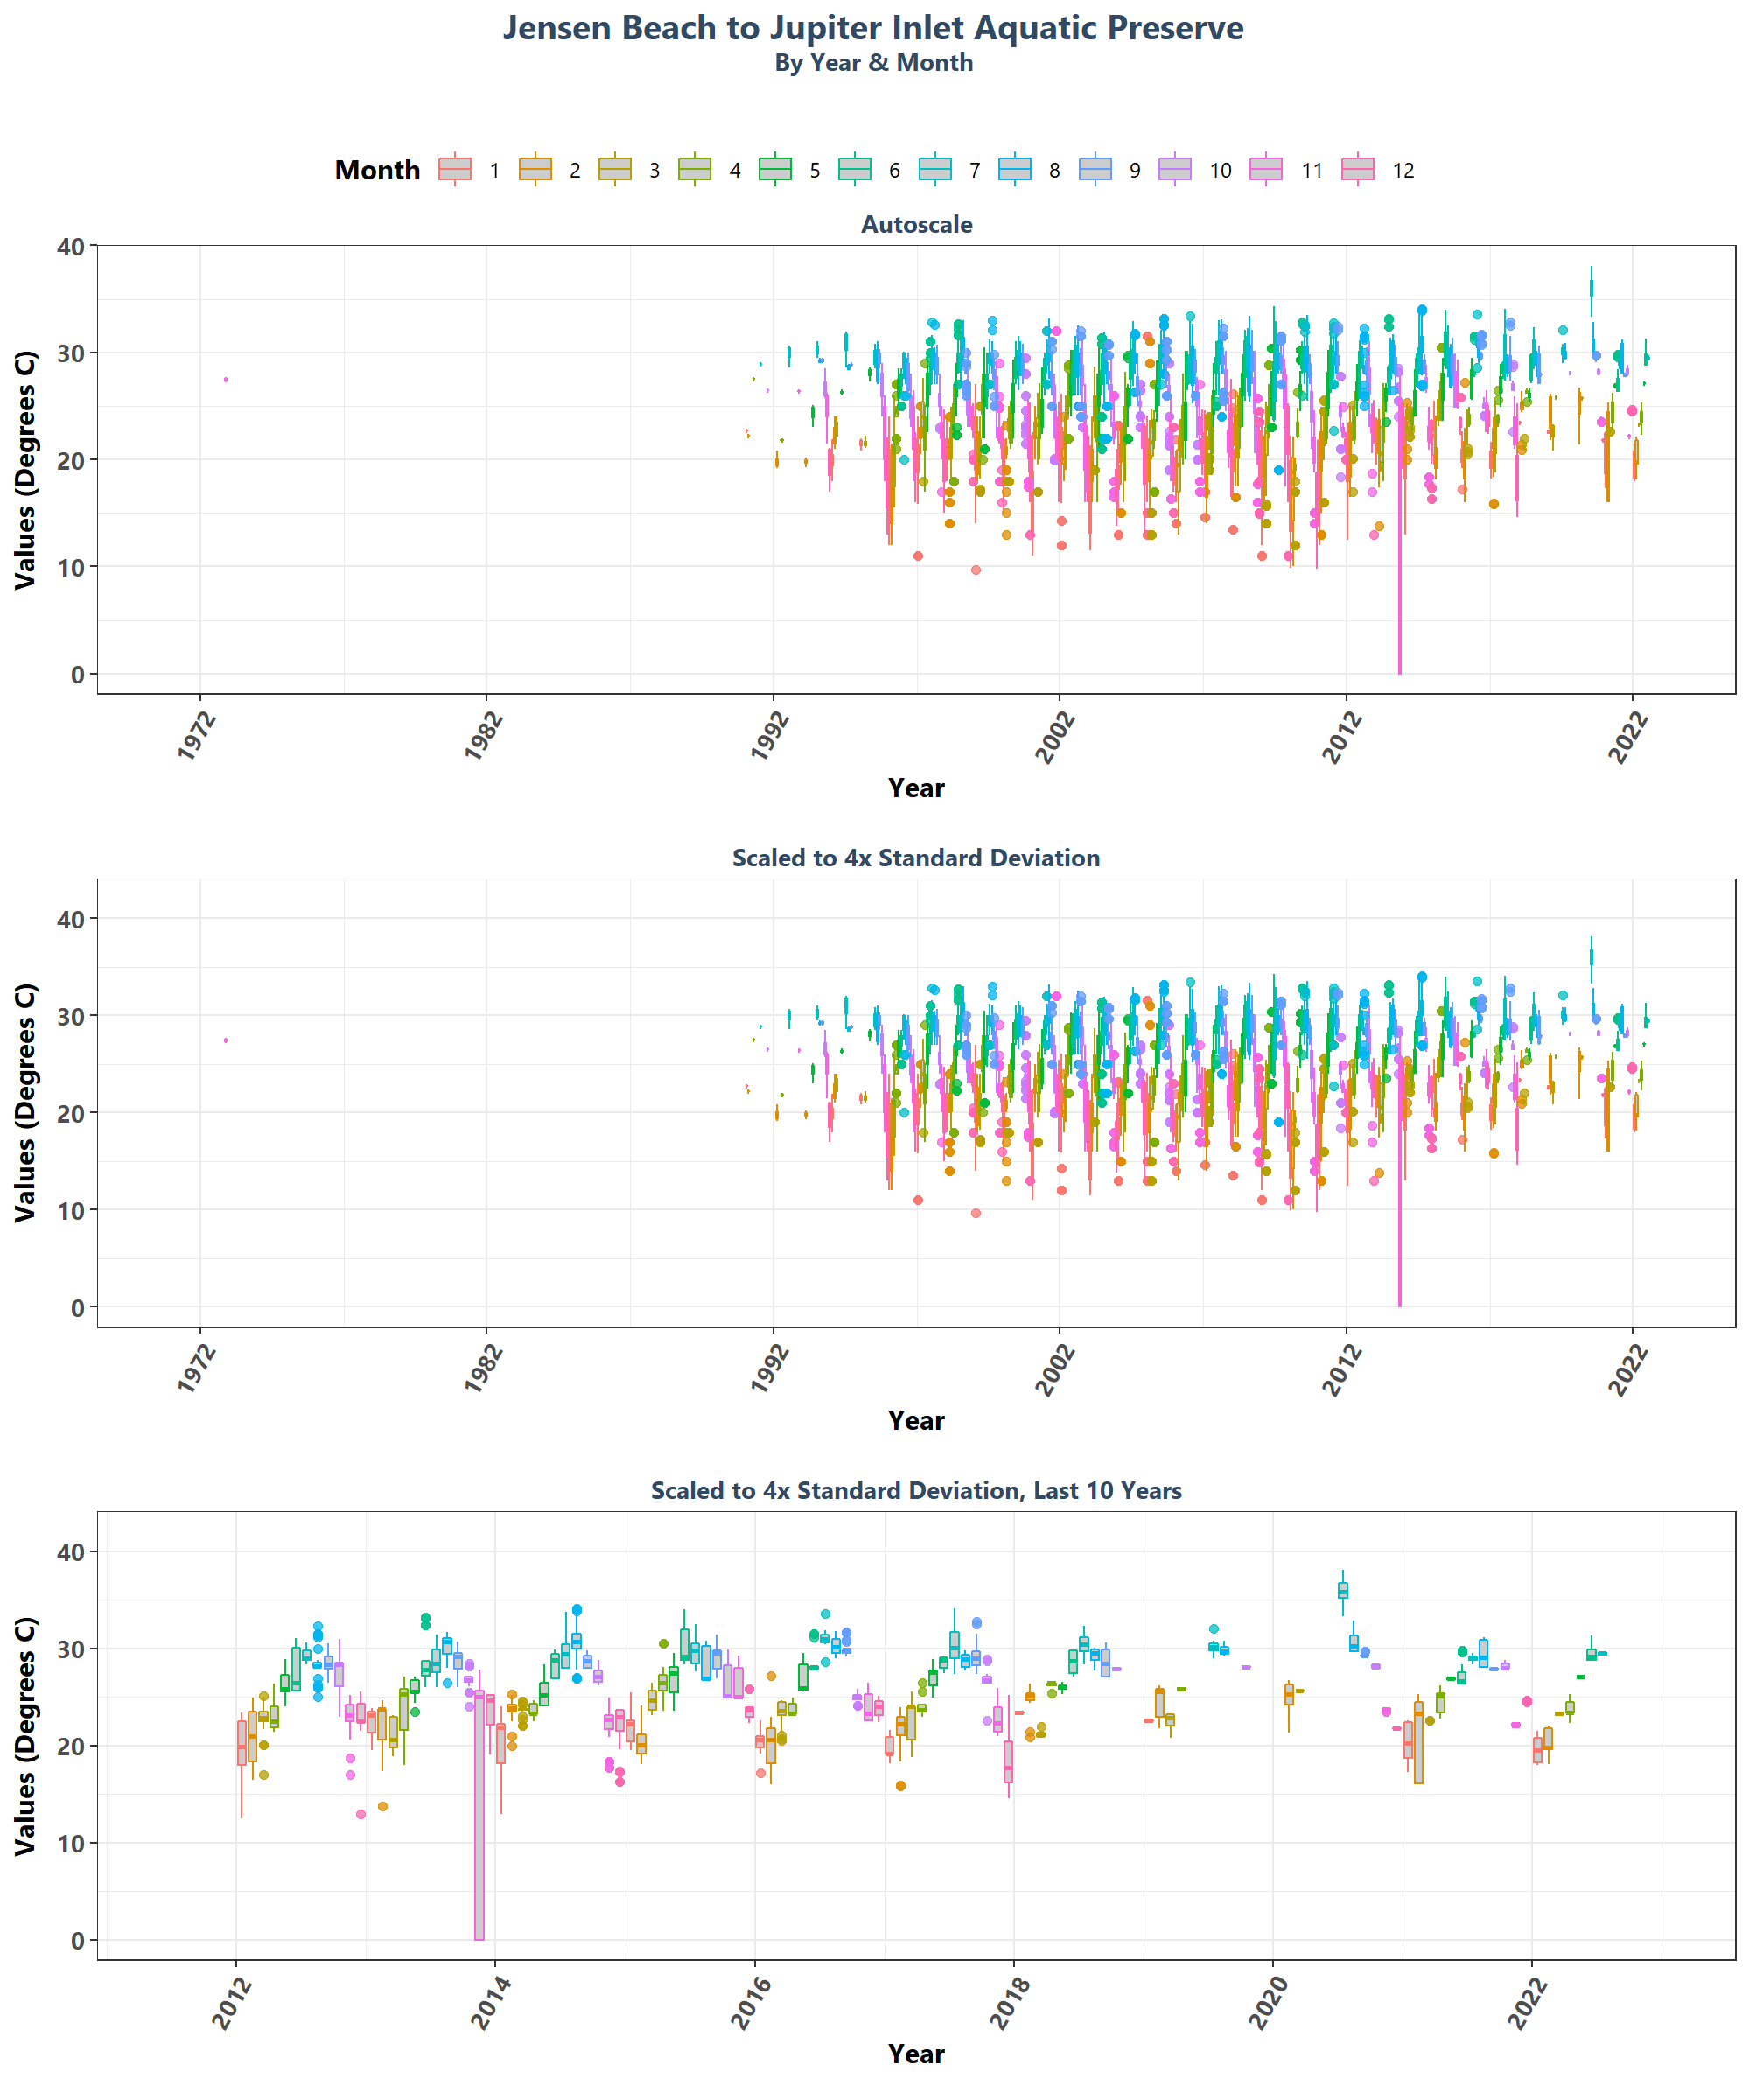 Jensen Beach to Jupiter Inlet Aquatic Preserve
By Year & Month
Month 1 2 3 4 5 6 7 8 9 10 11 12
Autoscale
Values (Degrees C)
40
30
20
10
0
1972 1982 1992 2002 2012 2022
Year
Scaled to 4x Standard Deviation
Values (Degrees C)
40
30
20
10
0
1972 1982 1992 2002 2012 2022
Year
Scaled to 4x Standard Deviation, Last 10 Years
Values (Degrees C)
40
30
20
10
0
2012 2014 2016 2018 2020 2022
Year